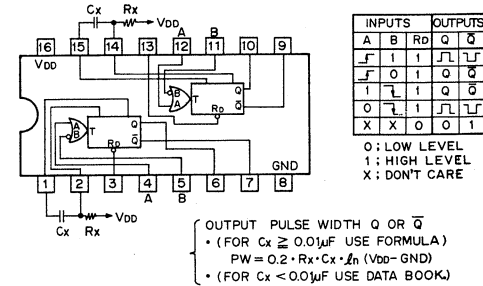 Cx Rx VDD
A B
16 15 14 13 12 11 10 9
VDD
B A T Q Q̅ RD
A B T Q Q̅ RD
GND
1 2 3 4 5 6 7 8
A B
Cx Rx VDD
INPUTS OUTPUTS
A B RD Q Q̅
1 1
0 1 Q Q̅
1 1 Q Q̅
0 1
X X 0 0 1
0 ; LOW LEVEL
1 ; HIGH LEVEL
X ; DON'T CARE
OUTPUT PULSE WIDTH Q OR Q̅
• (FOR Cx ≧ 0.01μF USE FORMULA)
PW = 0.2 • Rx • Cx • ln (VDD-GND)
• (FOR Cx < 0.01μF USE DATA BOOK.)